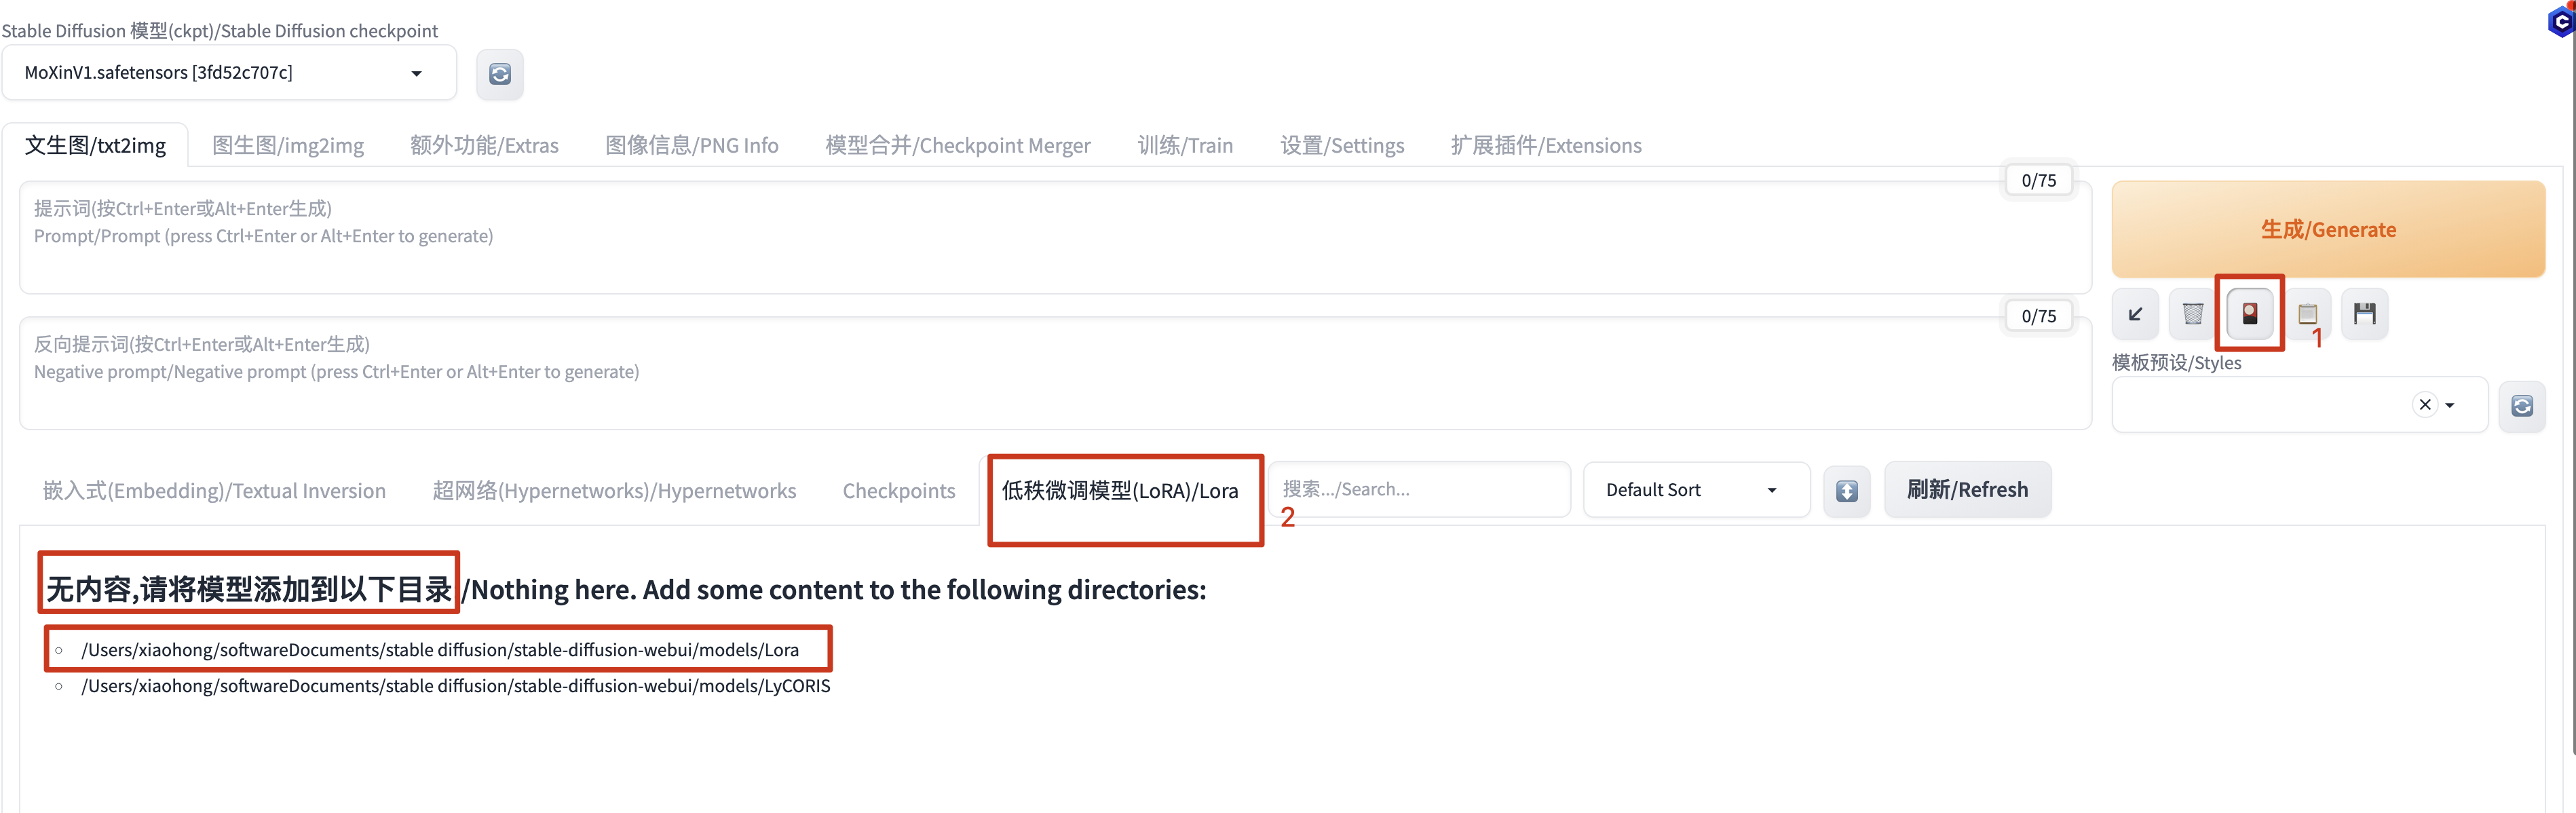 Stable Diffusion 模型(ckpt)/Stable Diffusion checkpoint
MoXinV1.safetensors [3fd52c707c]
文生图/txt2img 图生图/img2img 额外功能/Extras 图像信息/PNG Info 模型合并/Checkpoint Merger 训练/Train 设置/Settings 扩展插件/Extensions
0/75
提示词(按Ctrl+Enter或Alt+Enter生成)
Prompt/Prompt (press Ctrl+Enter or Alt+Enter to generate)
生成/Generate
0/75
反向提示词(按Ctrl+Enter或Alt+Enter生成)
Negative prompt/Negative prompt (press Ctrl+Enter or Alt+Enter to generate)
1
模板预设/Styles
嵌入式(Embedding)/Textual Inversion 超网络(Hypernetworks)/Hypernetworks Checkpoints 低秩微调模型(LoRA)/Lora 搜索.../Search... Default Sort 刷新/Refresh
2
无内容,请将模型添加到以下目录/Nothing here. Add some content to the following directories:
/Users/xiaohong/softwareDocuments/stable diffusion/stable-diffusion-webui/models/Lora
/Users/xiaohong/softwareDocuments/stable diffusion/stable-diffusion-webui/models/LyCORIS